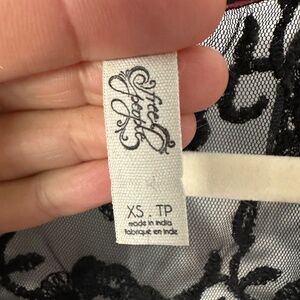 free
people
XS . TP
made in india
fabriqué en inde